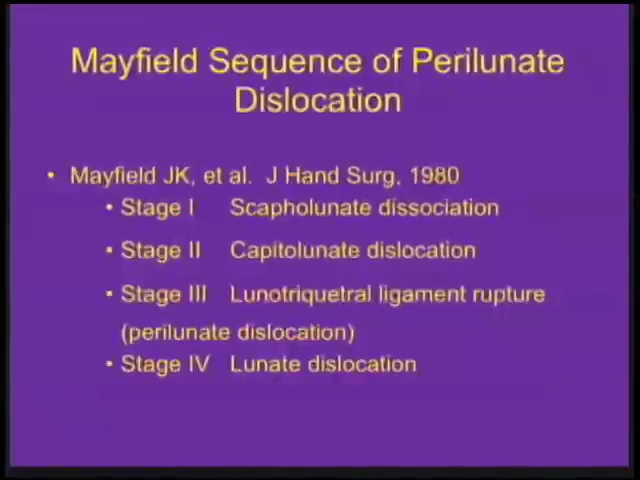 Mayfield Sequence of Perilunate
Dislocation
• Mayfield JK, et al. J Hand Surg, 1980
• Stage I Scapholunate dissociation
• Stage II Capitolunate dislocation
• Stage III Lunotriquetral ligament rupture
(perilunate dislocation)
• Stage IV Lunate dislocation